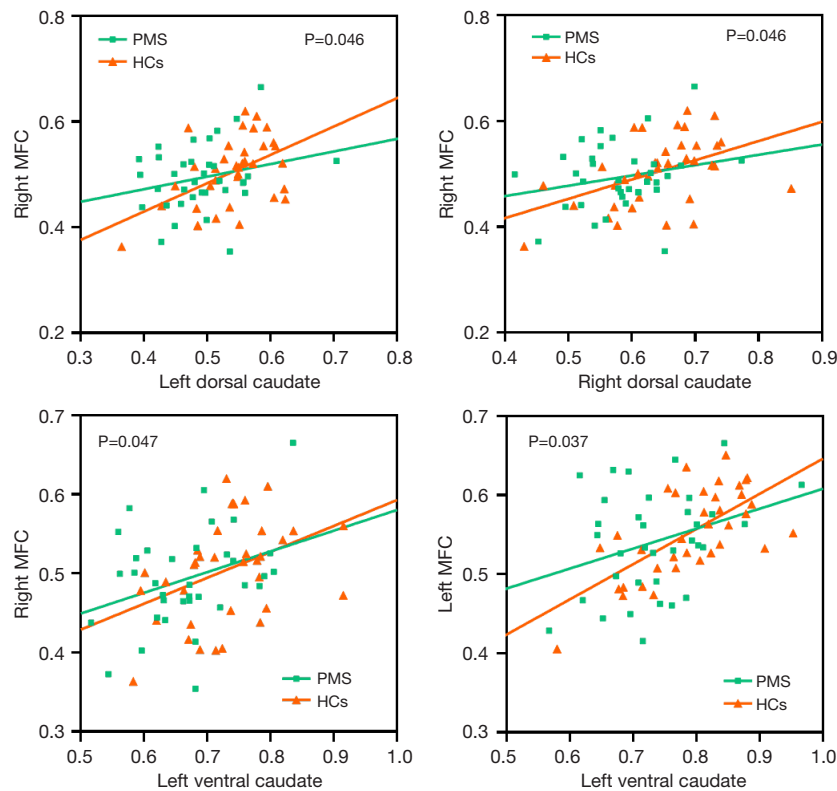 0.8
0.6
0.4
0.2
Right MFC
PMS
HCs
P=0.046
0.3 0.4 0.5 0.6 0.7 0.8
Left dorsal caudate
0.8
0.6
0.4
0.2
Right MFC
PMS
HCs
P=0.046
0.4 0.5 0.6 0.7 0.8 0.9
Right dorsal caudate
0.7
0.6
0.5
0.4
0.3
Right MFC
P=0.047
PMS
HCs
0.5 0.6 0.7 0.8 0.9 1.0
Left ventral caudate
0.7
0.6
0.5
0.4
0.3
Left MFC
P=0.037
PMS
HCs
0.5 0.6 0.7 0.8 0.9 1.0
Left ventral caudate